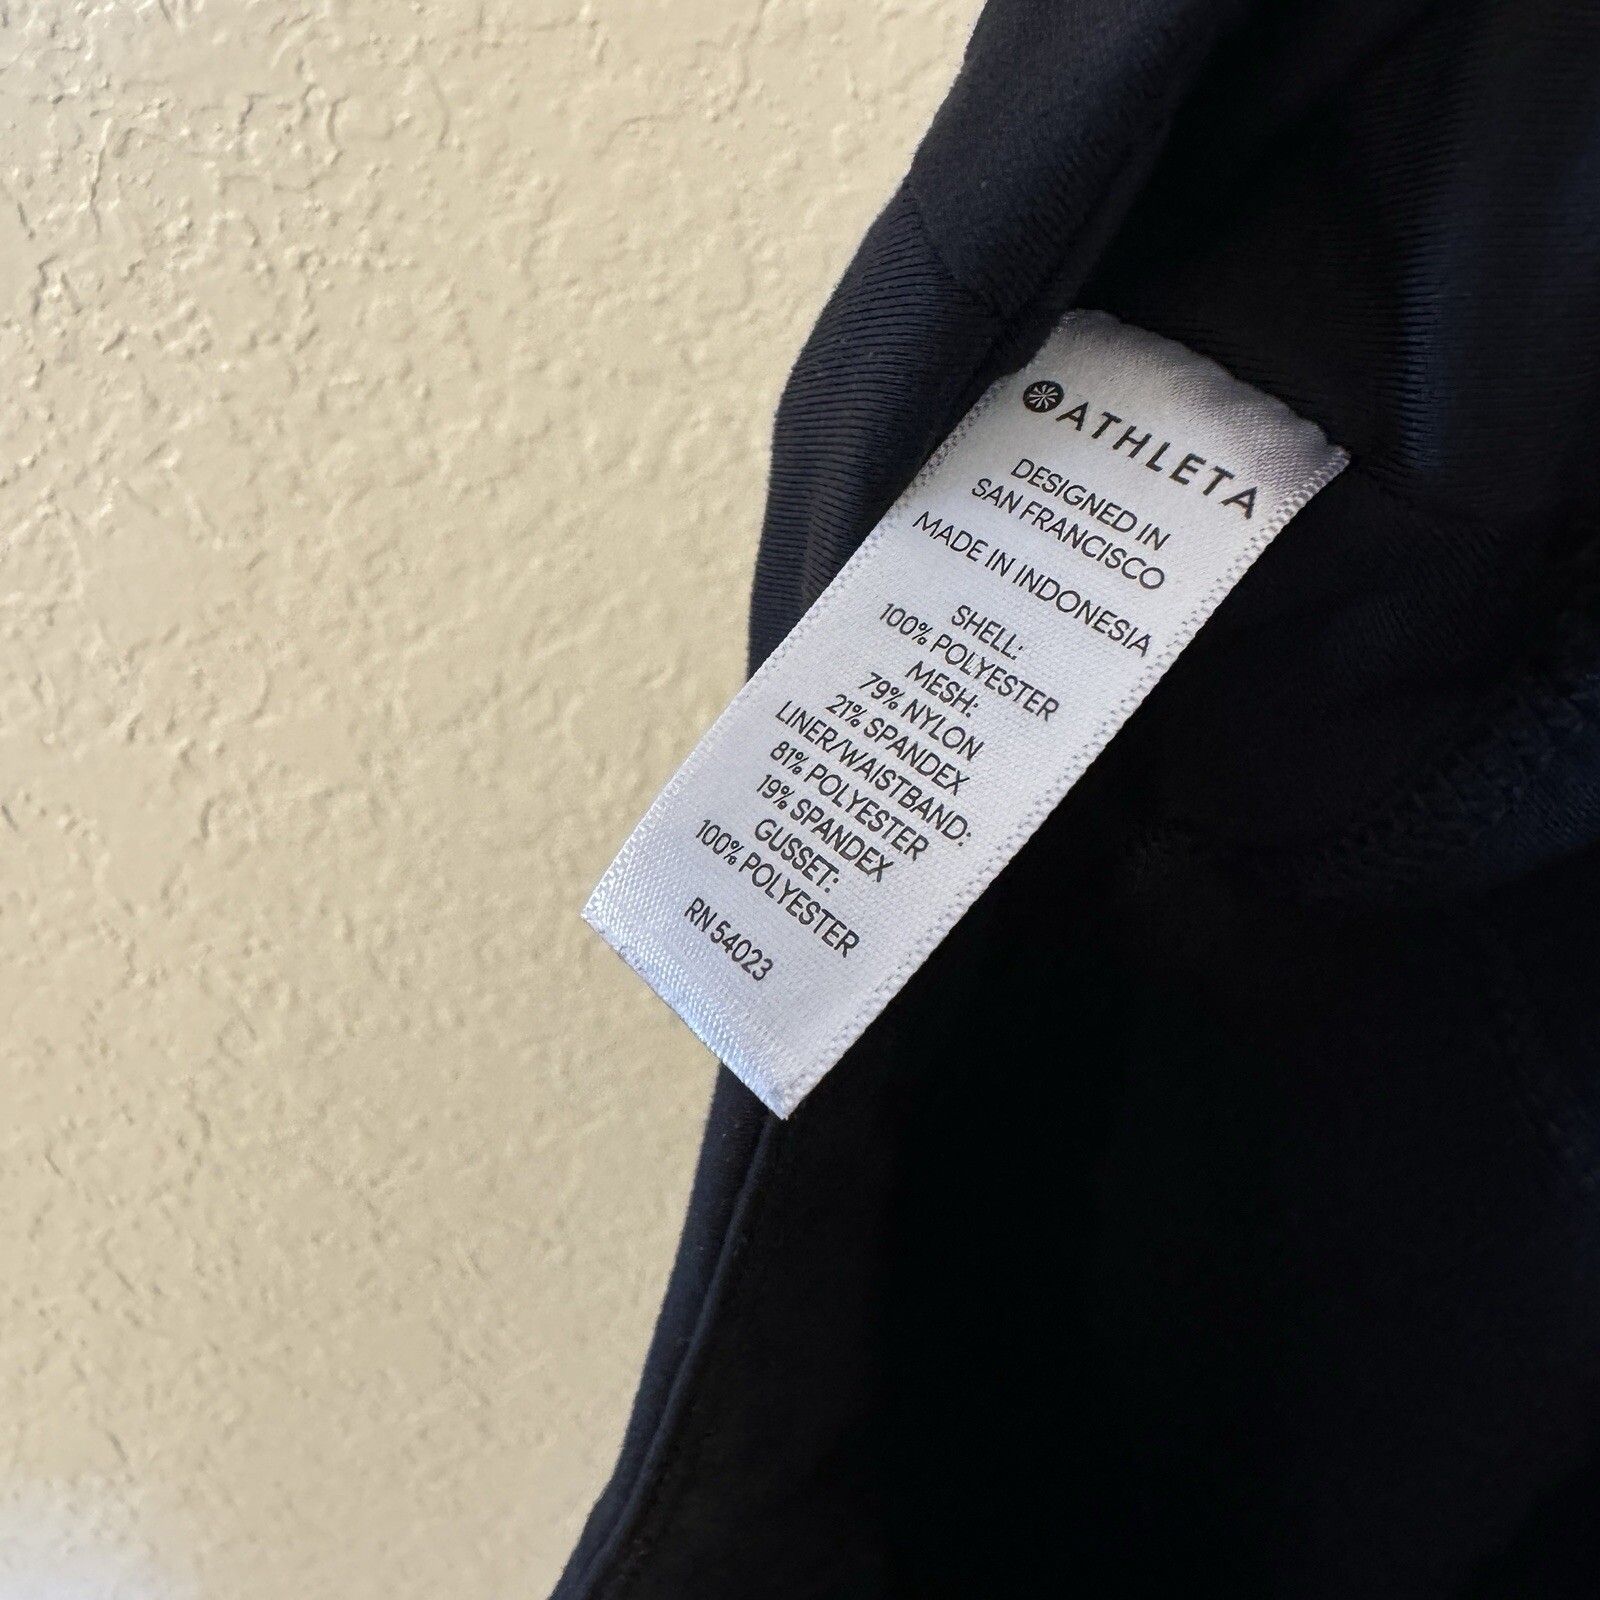 ATHLETA
DESIGNED IN
SAN FRANCISCO
MADE IN INDONESIA
SHELL:
100% POLYESTER
MESH:
79% NYLON
21% SPANDEX
LINER/WAISTBAND:
81% POLYESTER
19% SPANDEX
GUSSET:
100% POLYESTER
RN 54023